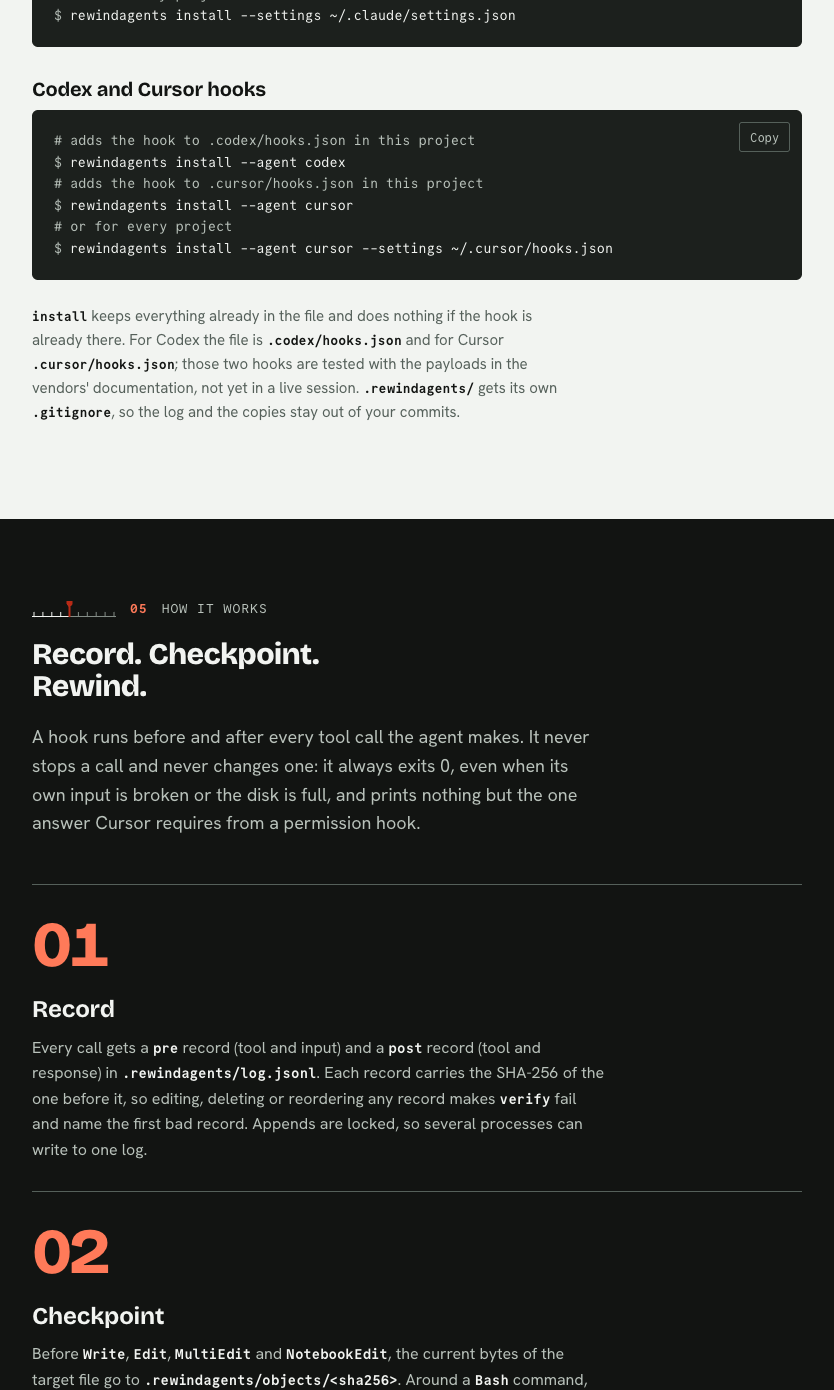 $ rewindagents install --settings ~/.claude/settings.json
Codex and Cursor hooks
Copy
# adds the hook to .codex/hooks.json in this project
$ rewindagents install --agent codex
# adds the hook to .cursor/hooks.json in this project
$ rewindagents install --agent cursor
# or for every project
$ rewindagents install --agent cursor --settings ~/.cursor/hooks.json
install keeps everything already in the file and does nothing if the hook is
already there. For Codex the file is .codex/hooks.json and for Cursor
.cursor/hooks.json; those two hooks are tested with the payloads in the
vendors' documentation, not yet in a live session. .rewindagents/ gets its own
.gitignore, so the log and the copies stay out of your commits.
05 HOW IT WORKS
Record. Checkpoint.
Rewind.
A hook runs before and after every tool call the agent makes. It never
stops a call and never changes one: it always exits 0, even when its
own input is broken or the disk is full, and prints nothing but the one
answer Cursor requires from a permission hook.
01
Record
Every call gets a pre record (tool and input) and a post record (tool and
response) in .rewindagents/log.jsonl. Each record carries the SHA-256 of the
one before it, so editing, deleting or reordering any record makes verify fail
and name the first bad record. Appends are locked, so several processes can
write to one log.
02
Checkpoint
Before Write, Edit, MultiEdit and NotebookEdit, the current bytes of the
target file go to .rewindagents/objects/<sha256>. Around a Bash command,